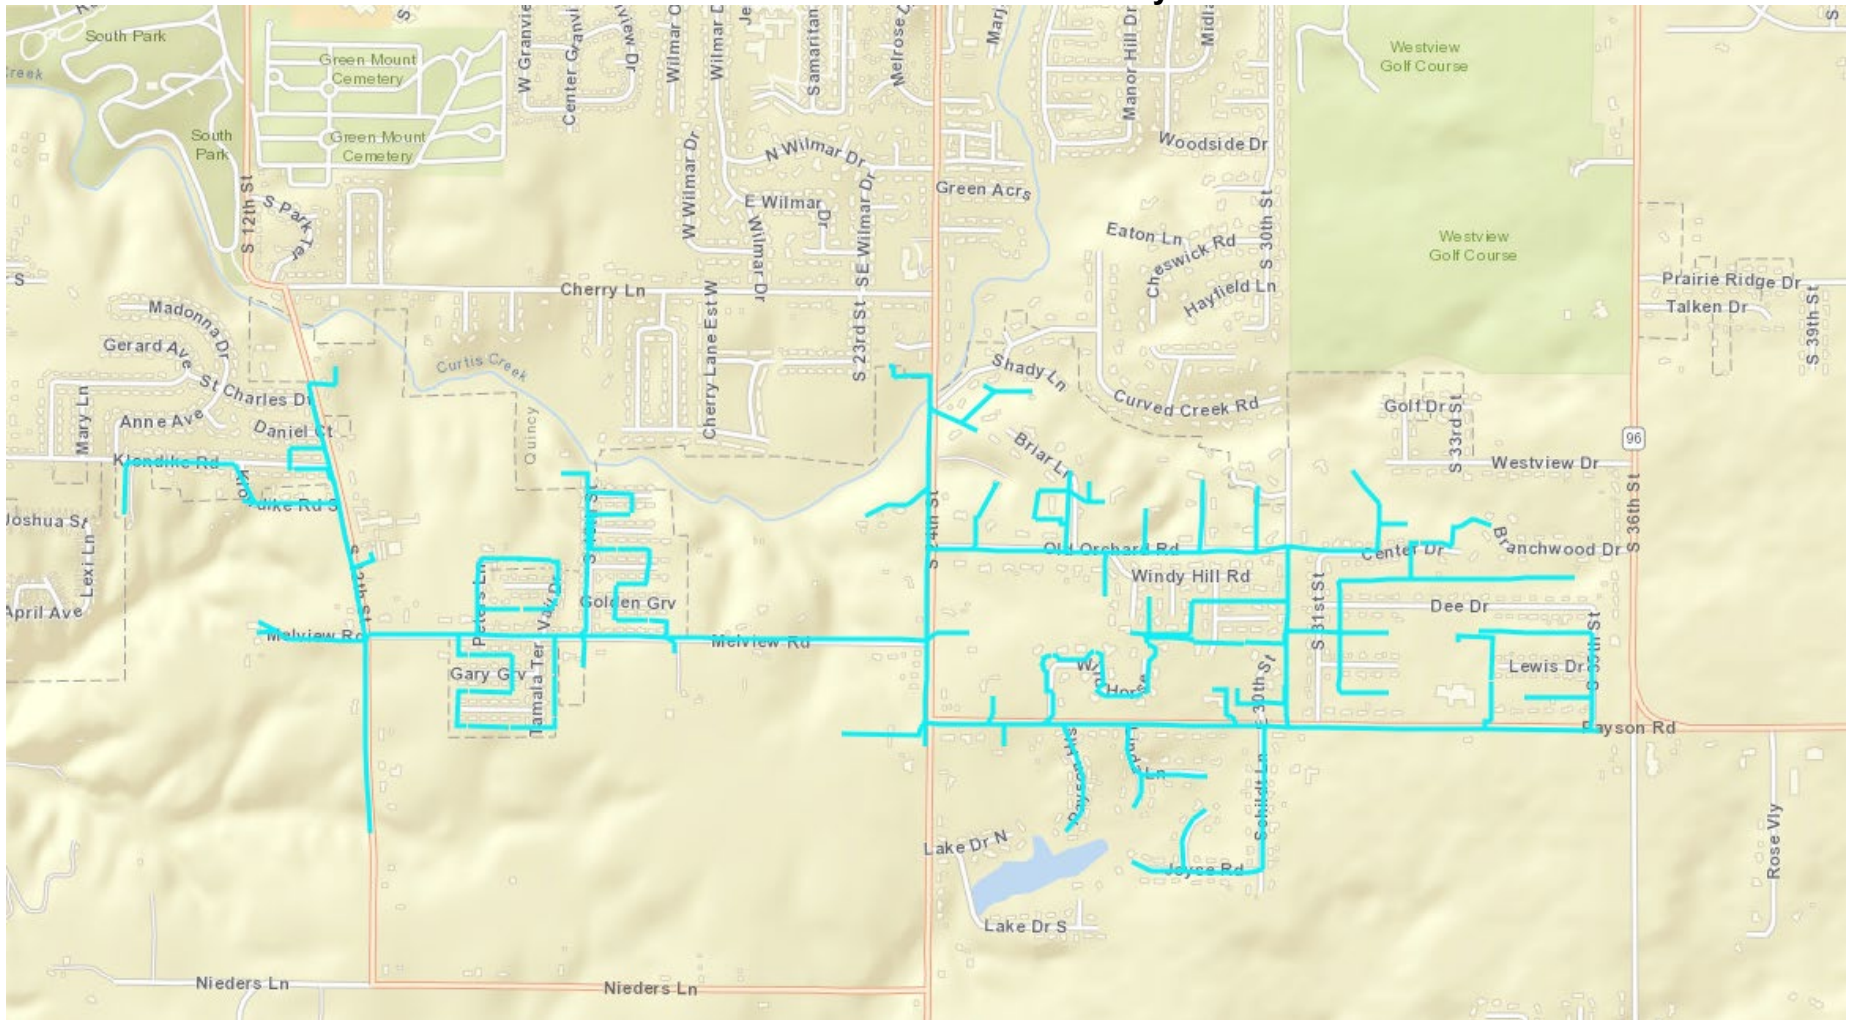 South Park
Green Mount
Cemetery
South
Park
Green Mount
Cemetery
S 12th St
S Park Ter
Center
Wilmar
Wilmar
Samaritan
Melrose
Manor Hill Dr
Westview
Golf Course
Woodside Dr
N Wilmar Dr
W Wilmar Dr
E Wilmar
Dr
Wilmar Dr
SE Wilmar Dr
Green Acrs
Eaton Ln
Cheswick Rd
Hayfield Ln
S 30th St
Westview
Golf Course
Prairie Ridge Dr
Talken Dr
S 39th St
Cherry Ln
Cherry Lane Est W
S 23rd St
Madonna Dr
Gerard Ave
St Charles Dr
Mary Ln
Anne Ave
Daniel Ct
Klondike Rd
Joshua St
Lexi Ln
April Ave
Curtis Creek
Quincy
Shady Ln
Curved Creek Rd
Briar Ln
Golf Dr
S 33rd St
Westview Dr
96
S 36th St
S 24th St
Old Orchard Rd
Center Dr
Branchwood Dr
Windy Hill Rd
Dee Dr
S 31st St
S 35th St
Lewis Dr
Melview Rd
Peters Ln
Golden Grv
Melview Rd
Gary Grv
Tamala Ter
S 30th St
Payson Rd
Schildt Ln
Joyce Rd
Lake Dr N
Lake Dr S
Rose Vly
Nieders Ln
Nieders Ln